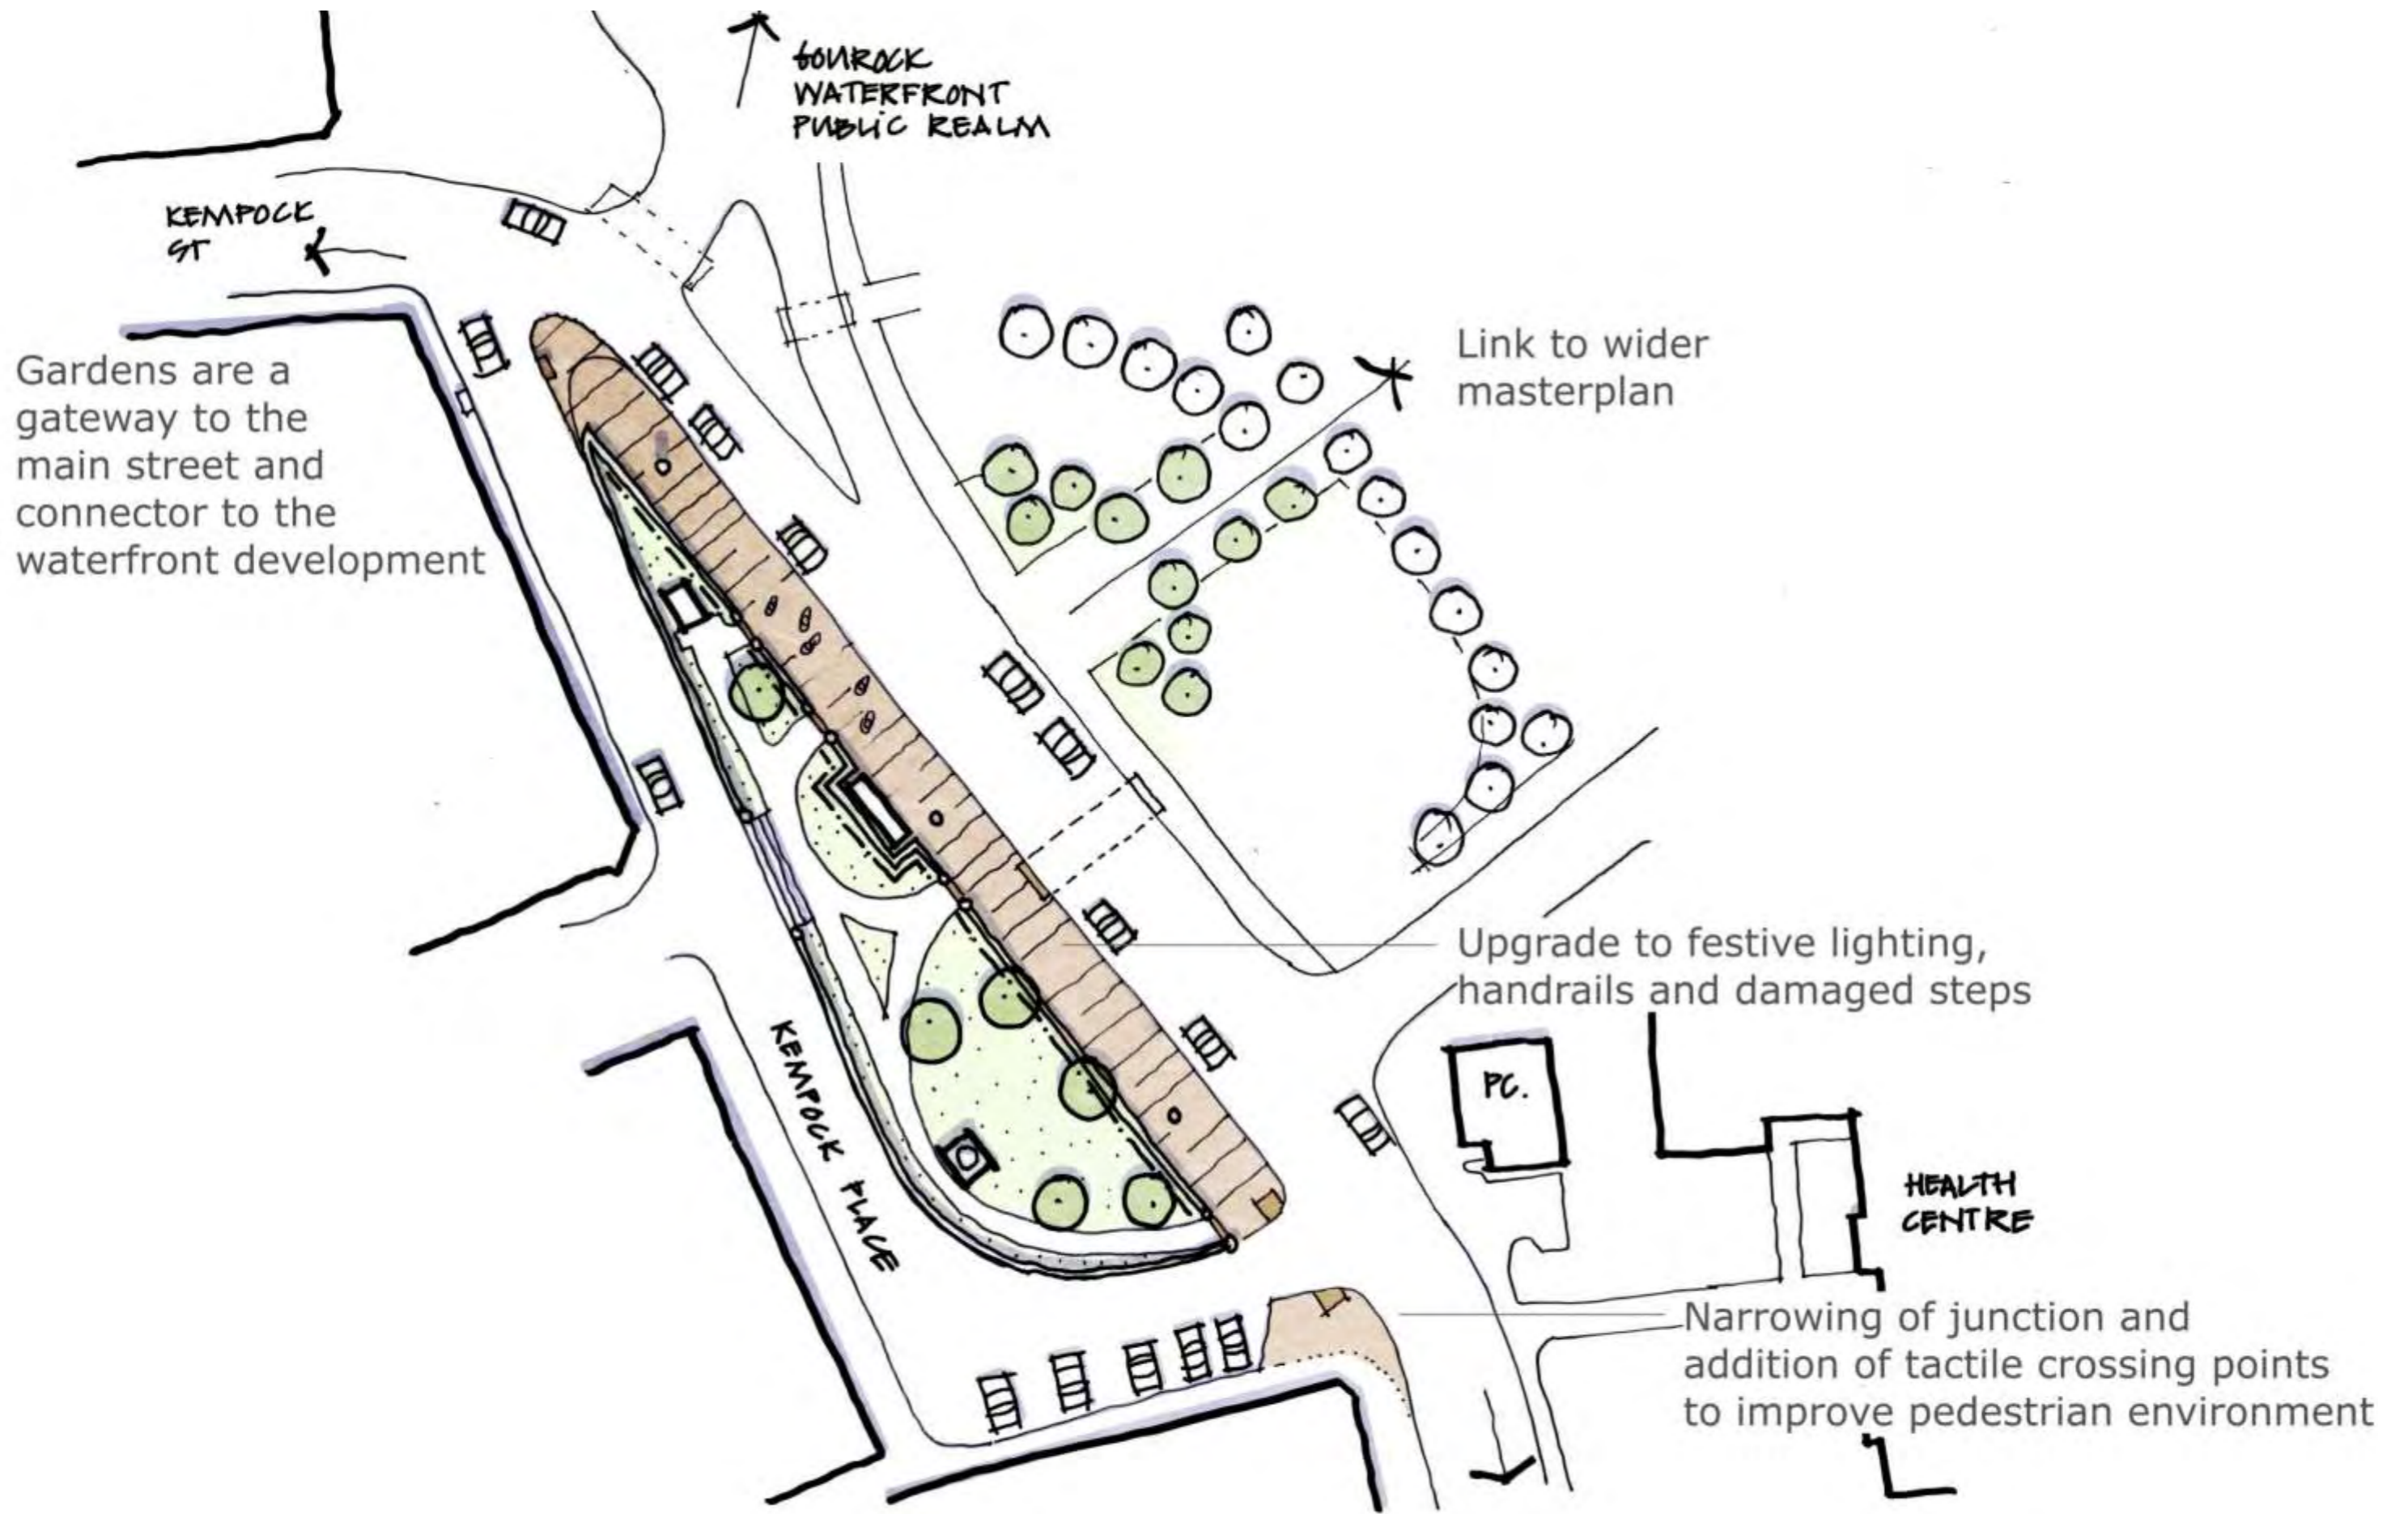 GOUROCK
WATERFRONT
PUBLIC REALM
KEMPOCK
ST
Gardens are a
gateway to the
main street and
connector to the
waterfront development
Link to wider
masterplan
Upgrade to festive lighting,
handrails and damaged steps
PC.
KEMPOCK PLACE
HEALTH
CENTRE
Narrowing of junction and
addition of tactile crossing points
to improve pedestrian environment